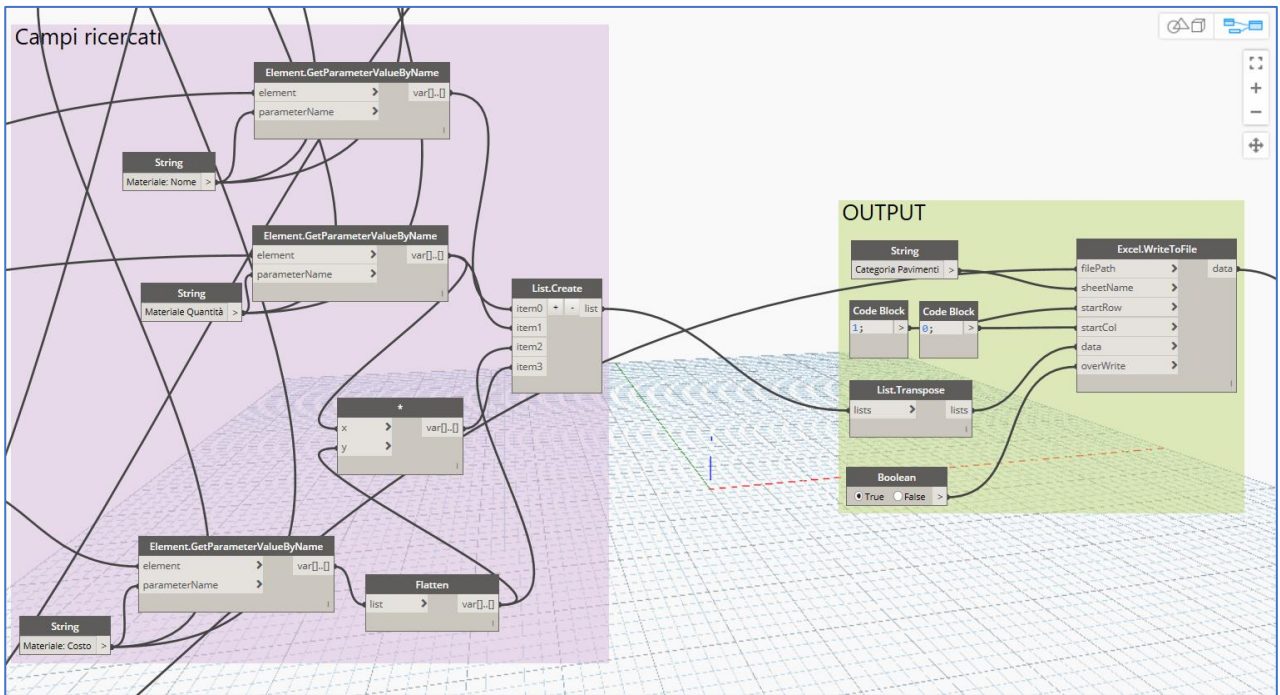 Campi ricercati
Element.GetParameterValueByName
element > var[]..[]
parameterName >
String
Materiale: Nome >
Element.GetParameterValueByName
element > var[]..[]
parameterName >
String
Materiale Quantità >
List.Create
item0 + - list
item1
item2
item3
*
x > var[]..[]
y >
Element.GetParameterValueByName
element > var[]..[]
parameterName >
Flatten
list > var[]..[]
String
Materiale: Costo >
OUTPUT
String
Categoria Pavimenti >
Code Block
1; >
Code Block
0; >
List.Transpose
lists > lists
Boolean
True False >
Excel.WriteToFile
filePath > data
sheetName >
startRow >
startCol >
data >
overWrite >